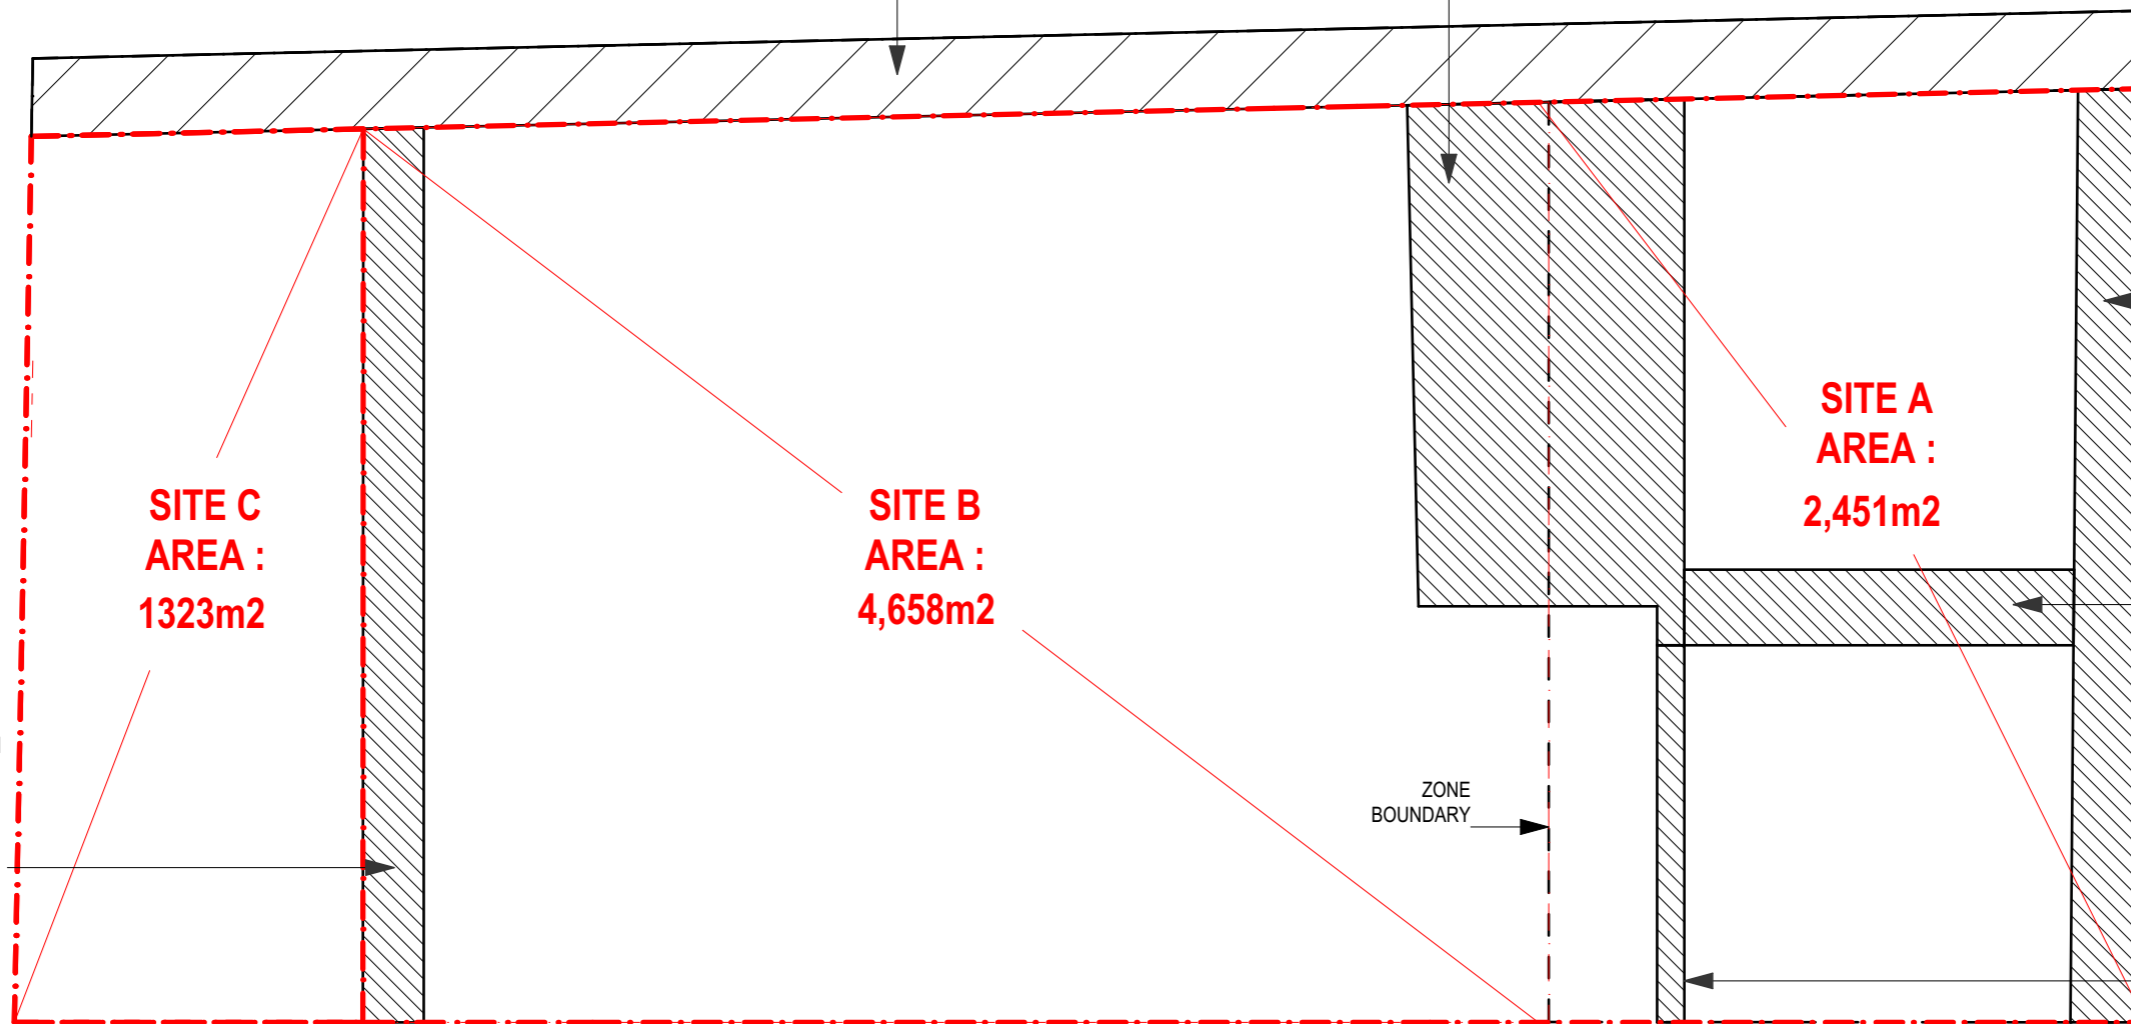 SITE A
AREA :
2,451m2
SITE C
AREA :
1323m2
SITE B
AREA :
4,658m2
ZONE
BOUNDARY